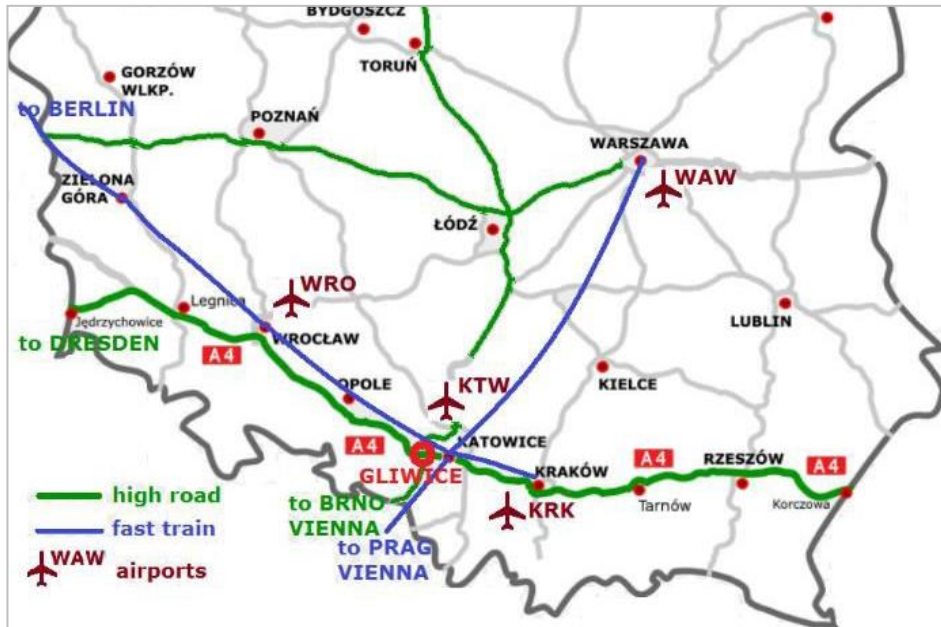 BYDGOSZCZ
TORUŃ
GORZÓW
WLKP.
to BERLIN
POZNAŃ
WARSZAWA
WAW
ZIELONA
GÓRA
ŁÓDŹ
WRO
Legnica
Jędrzychowice
WROCŁAW
LUBLIN
to DRESDEN
A4
KTW
KIELCE
OPOLE
A4
KATOWICE
GLIWICE
KRAKÓW
A4
RZESZÓW
A4
Tarnów
Korczowa
KRK
to BRNO
VIENNA
to PRAG
VIENNA
high road
fast train
WAW
airports